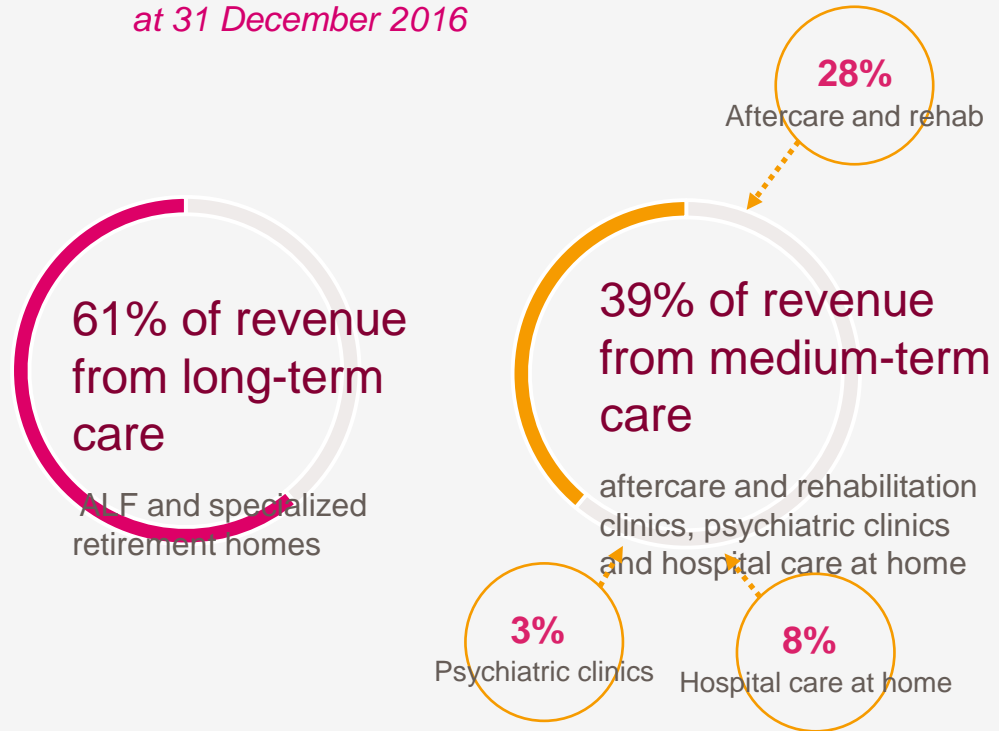 at 31 December 2016
28%
Aftercare and rehab
61% of revenue
from long-term
care
ALF and specialized
retirement homes
39% of revenue
from medium-term
care
aftercare and rehabilitation
clinics, psychiatric clinics
and hospital care at home
3%
Psychiatric clinics
8%
Hospital care at home